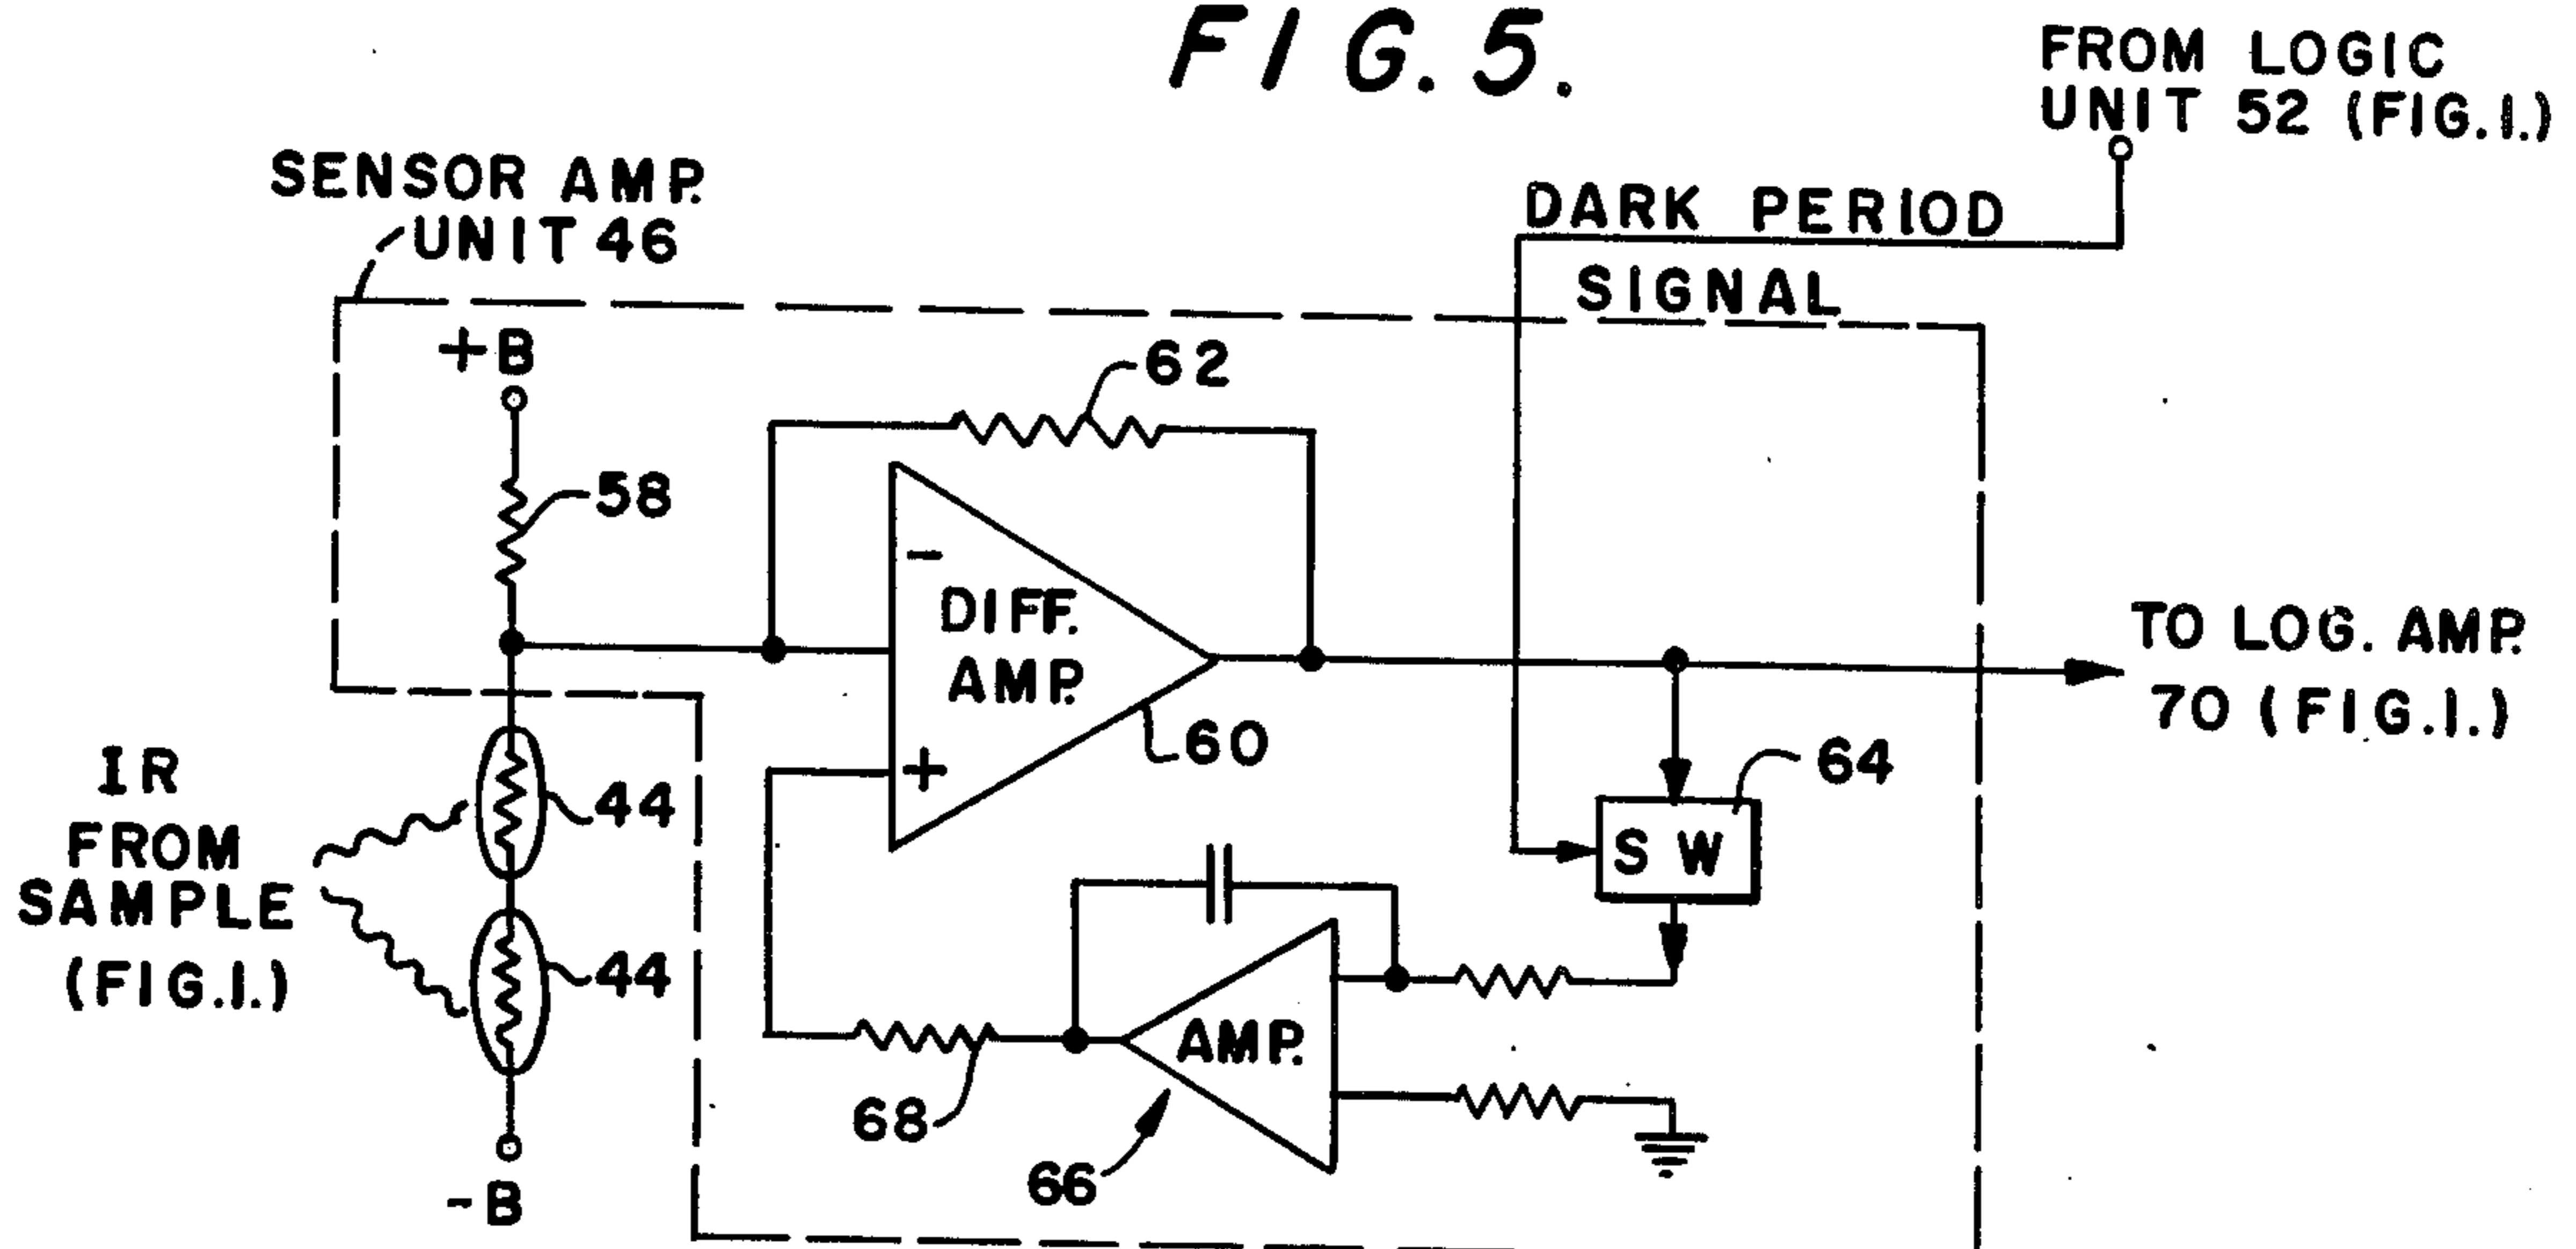 FIG. 5.
FROM LOGIC
UNIT 52 (FIG.1.)
SENSOR AMP.
UNIT 46
DARK PERIOD
SIGNAL
+B
62
58
-
DIFF.
AMP.
+
60
TO LOG. AMP.
70 (FIG.1.)
64
SW
IR
FROM
SAMPLE
(FIG.1.)
44
44
AMP.
68
66
-B